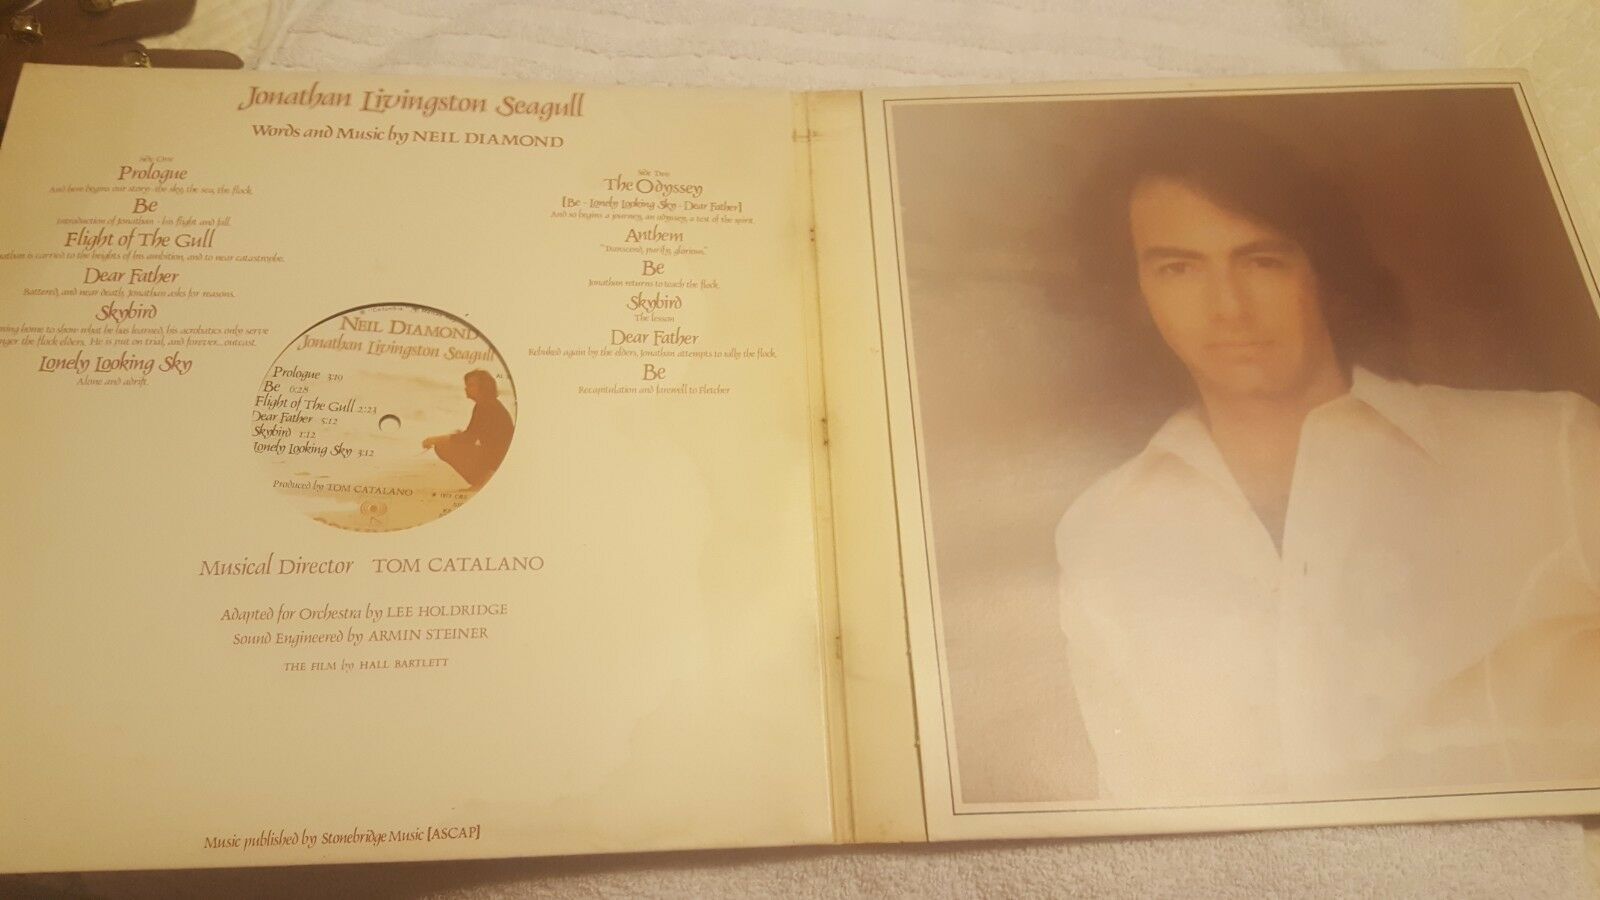 Jonathan Livingston Seagull
Words and Music by NEIL DIAMOND
Side One
Prologue
And here begins our story - the sky, the sea, the flock.
Be
Introduction of Jonathan - his flight and fall.
Flight of The Gull
is carried to the heights of his ambition, and to near catastrophe.
Dear Father
Battered, and near death, Jonathan asks for reasons.
Skybird
home to show what he has learned, his acrobatics only serve
the flock elders. He is put on trial, and forever... outcast.
Lonely Looking Sky
Alone and adrift.
Side Two
The Odyssey
[Be - Lonely Looking Sky - Dear Father]
And so begins a journey, an odyssey, a test of the spirit.
Anthem
"Transcend, purify, glorious."
Be
Jonathan returns to teach the flock.
Skybird
The lesson
Dear Father
Rebuked again by the elders, Jonathan attempts to rally the flock.
Be
Recapitulation and farewell to Fletcher
NEIL DIAMOND
Jonathan Livingston Seagull
Prologue 3:19
Be 6:28
Flight of The Gull 2:23
Dear Father 5:12
Skybird 1:12
Lonely Looking Sky 3:12
Produced by TOM CATALANO
Musical Director TOM CATALANO
Adapted for Orchestra by LEE HOLDRIDGE
Sound Engineered by ARMIN STEINER
THE FILM by HALL BARTLETT
Music published by Stonebridge Music [ASCAP]